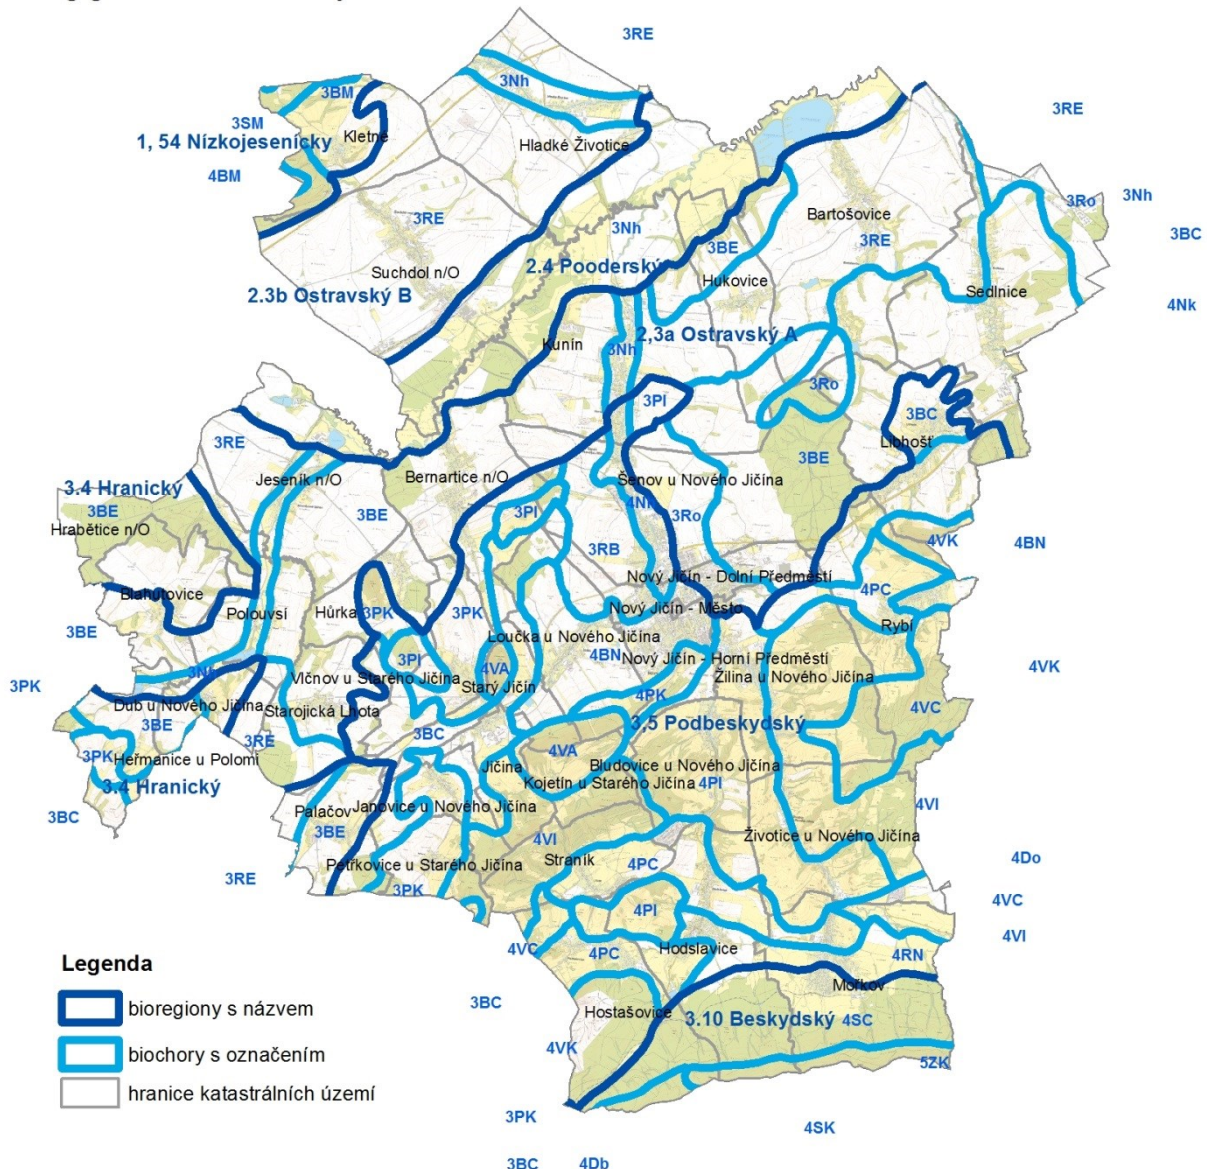 3RE
3Nh
3BM
3RE
3SM
Kletné
1, 54 Nízkojesenícky
Hladké Životice
4BM
3Ro
3Nh
Bartošovice
3RE
3Nh
3BC
3BE
3RE
Suchdol n/O
2.4 Pooderský
Hukovice
2.3b Ostravský B
Sedlnice
4Nk
2,3a Ostravský A
Kunín
3Nh
3Ro
3PI
3BC
Libhošť
3RE
3BE
Jeseník n/O
Bernartice n/O
Šenov u Nového Jičína
3.4 Hranický
3BE
Hrabětice n/O
3BE
3PI
4Nh
3Ro
3RB
4VK
4BN
Nový Jičín - Dolní Předměstí
Blahutovice
4PC
Polouvsí
Hůrka
3PK
3PK
Nový Jičín - Město
Rybí
3BE
Loučka u Nového Jičína
3PI
4BN
Nový Jičín - Horní Předměstí
4VK
3Nh
4VA
Vlčnov u Starého Jičína
Žilina u Nového Jičína
3PK
Starý Jičín
4PK
Dub u Nového Jičína
Starojická Lhota
4VC
3BE
3,5 Podbeskydský
3BC
3RE
3PK
Heřmanice u Polomi
4VA
Jičína
Bludovice u Nového Jičína
3.4 Hranický
Kojetín u Starého Jičína
4PI
4VI
Palačov
Janovice u Nového Jičína
3BC
3BE
4VI
Životice u Nového Jičína
Petřkovice u Starého Jičína
Straník
4PC
4Do
3RE
3PK
4VC
4PI
4VI
4VC
4PC
Hodslavice
4RN
Legenda
Mořkov
bioregiony s názvem
3BC
Hostašovice
3.10 Beskydský
4SC
biochory s označením
4VK
5ZK
hranice katastrálních území
3PK
4SK
3BC
4Db